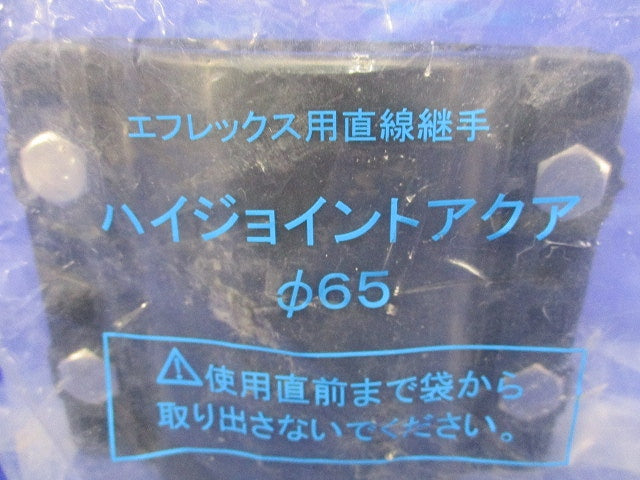 エフレックス用直線継手
ハイジョイントアクア
φ65
⚠使用直前まで袋から
取り出さないでください。